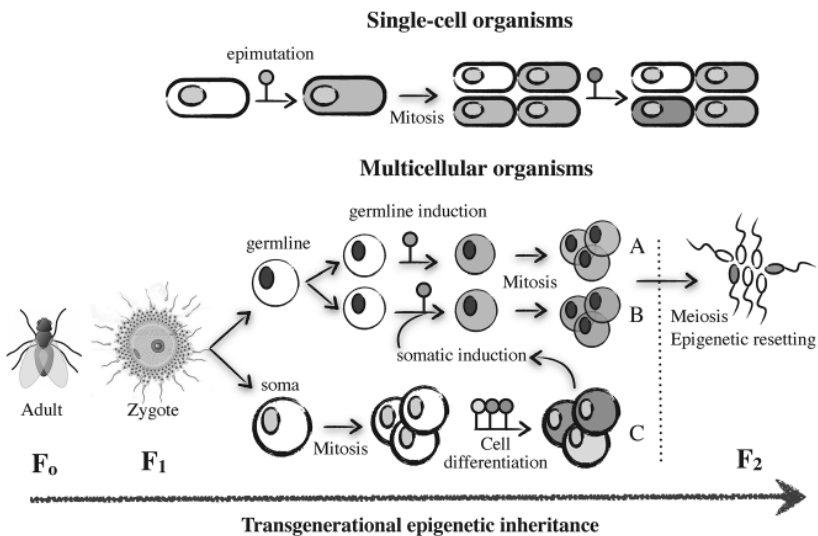 Single-cell organisms
epimutation
Mitosis
Multicellular organisms
germline induction
germline
A
Mitosis
B
Meiosis
Epigenetic resetting
somatic induction
soma
Adult
Zygote
Mitosis
Cell
differentiation
C
Fo
F1
F2
Transgenerational epigenetic inheritance